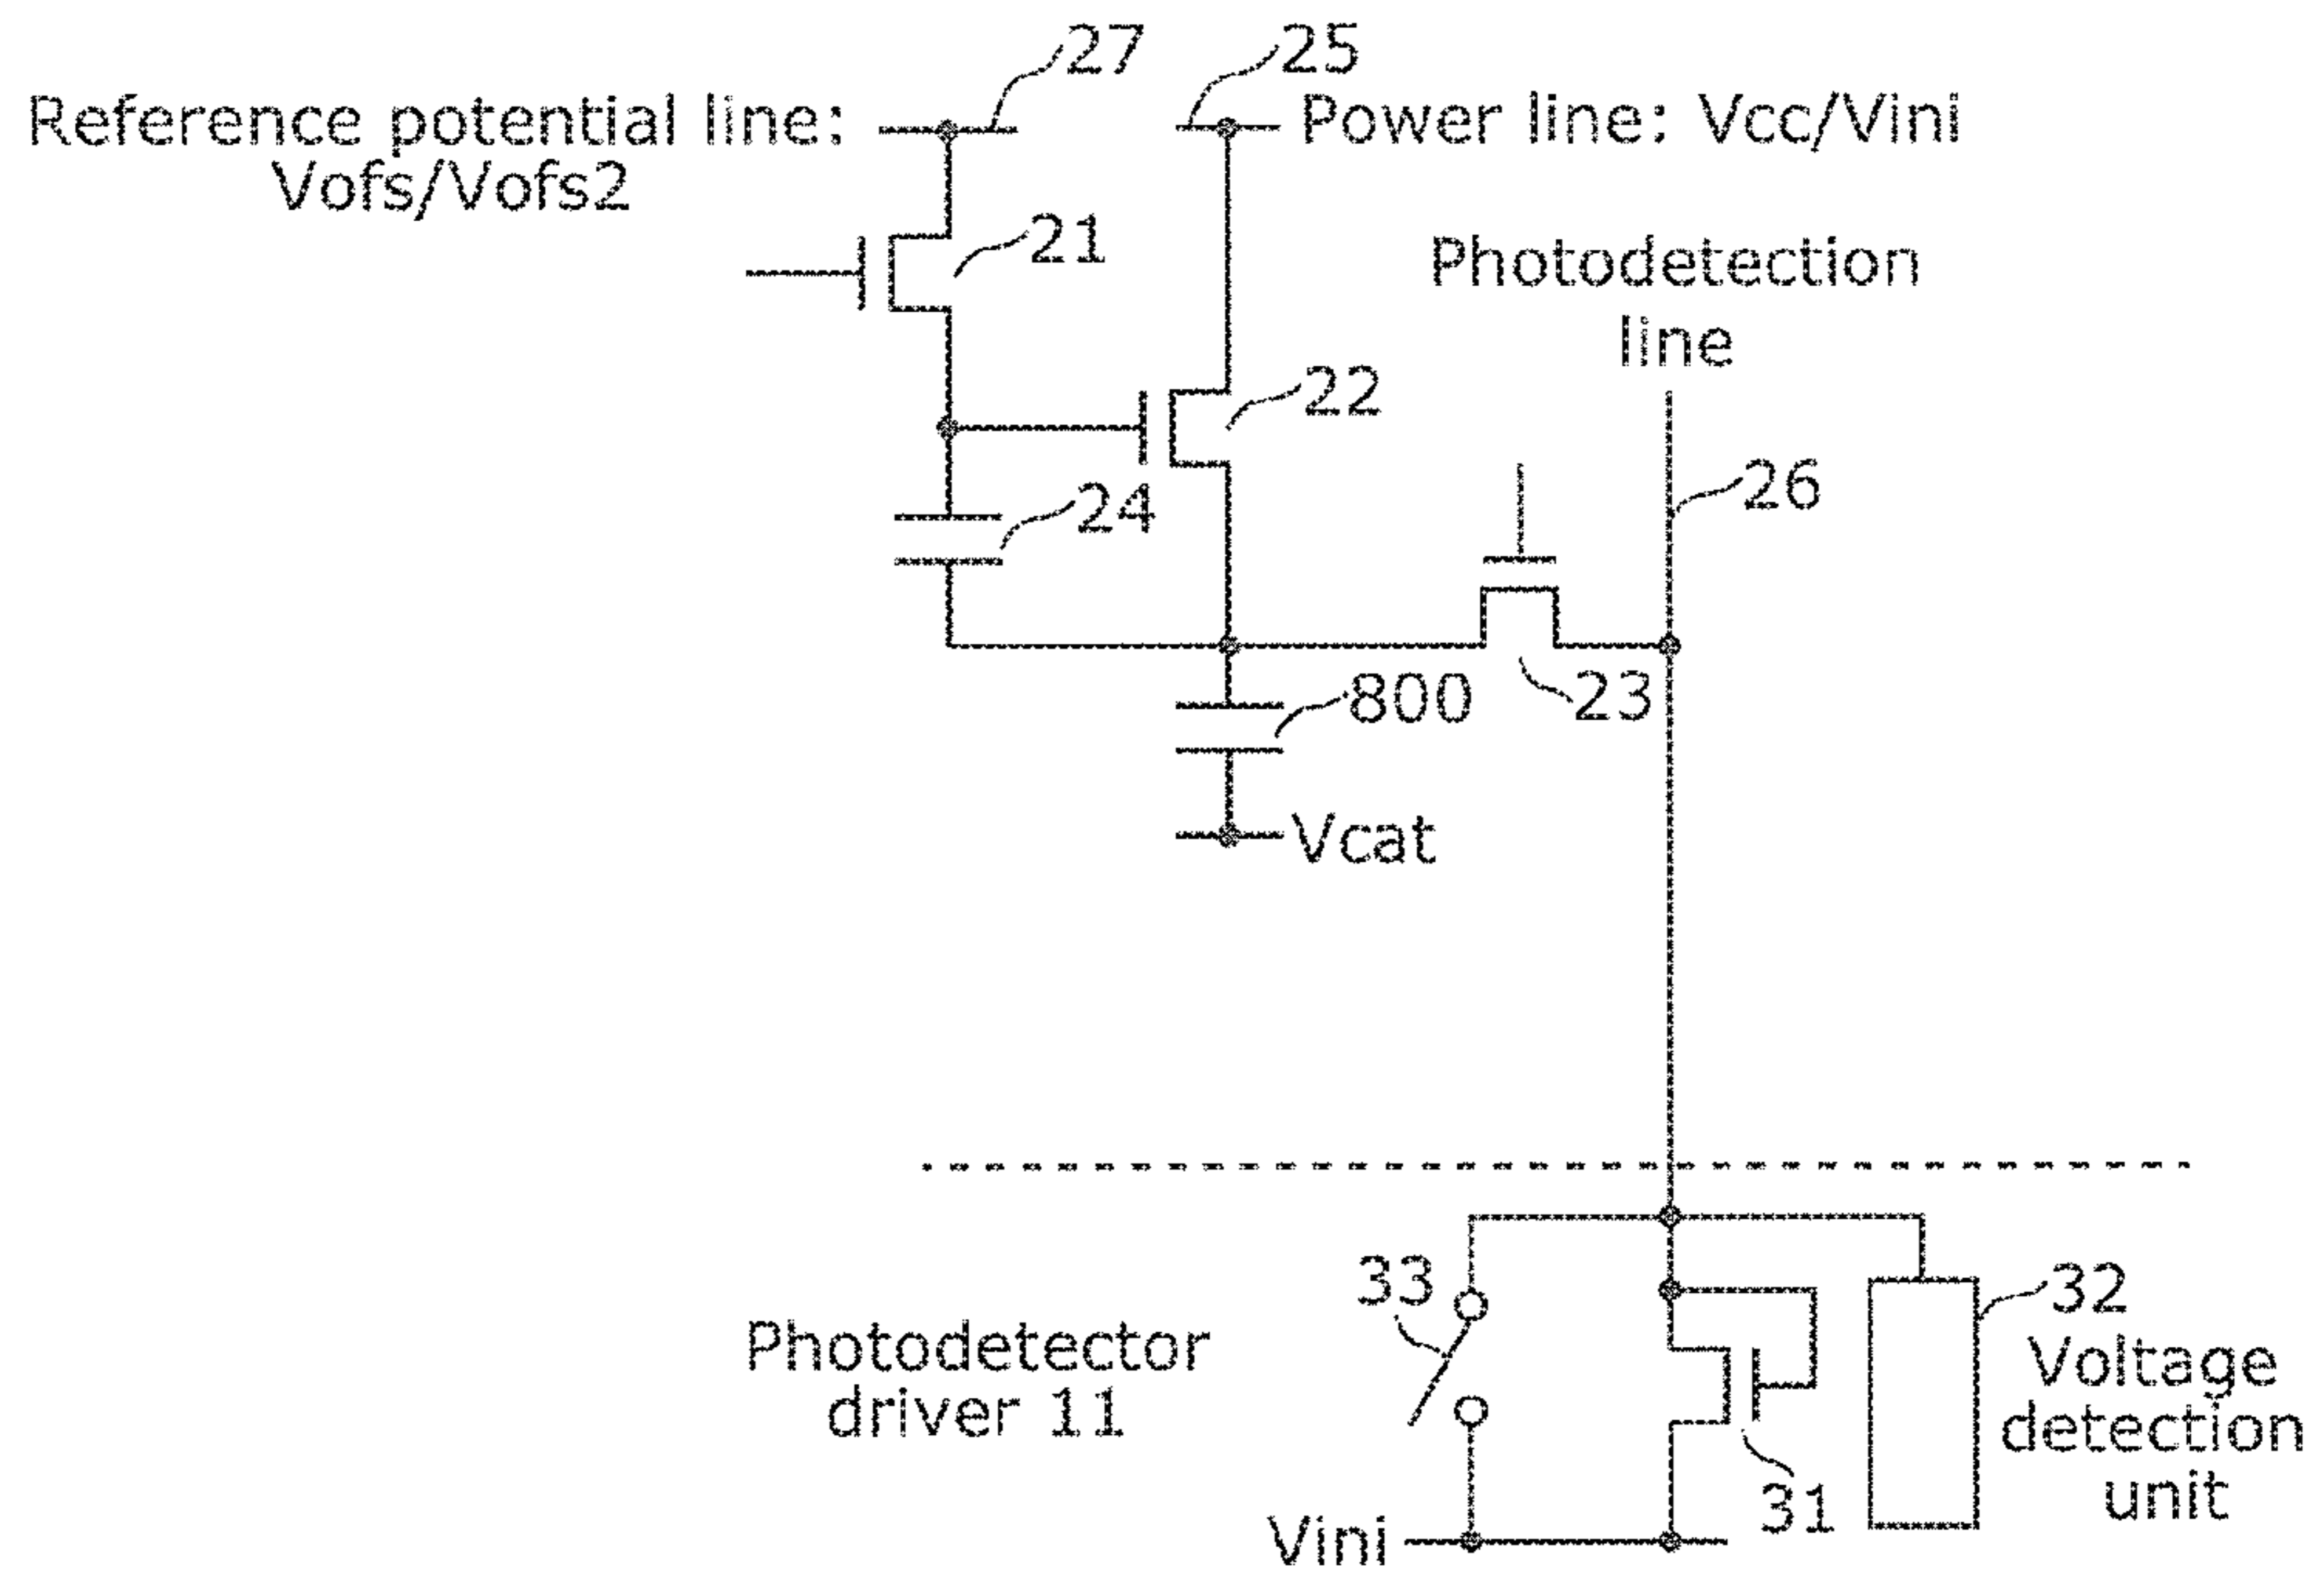 27
25
Reference potential line:
Vofs/Vofs2
Power line: Vcc/Vini
21
Photodetection
line
22
24
26
800
23
Vcat
33
32
Photodetector
driver 11
Voltage
detection
unit
31
Vini